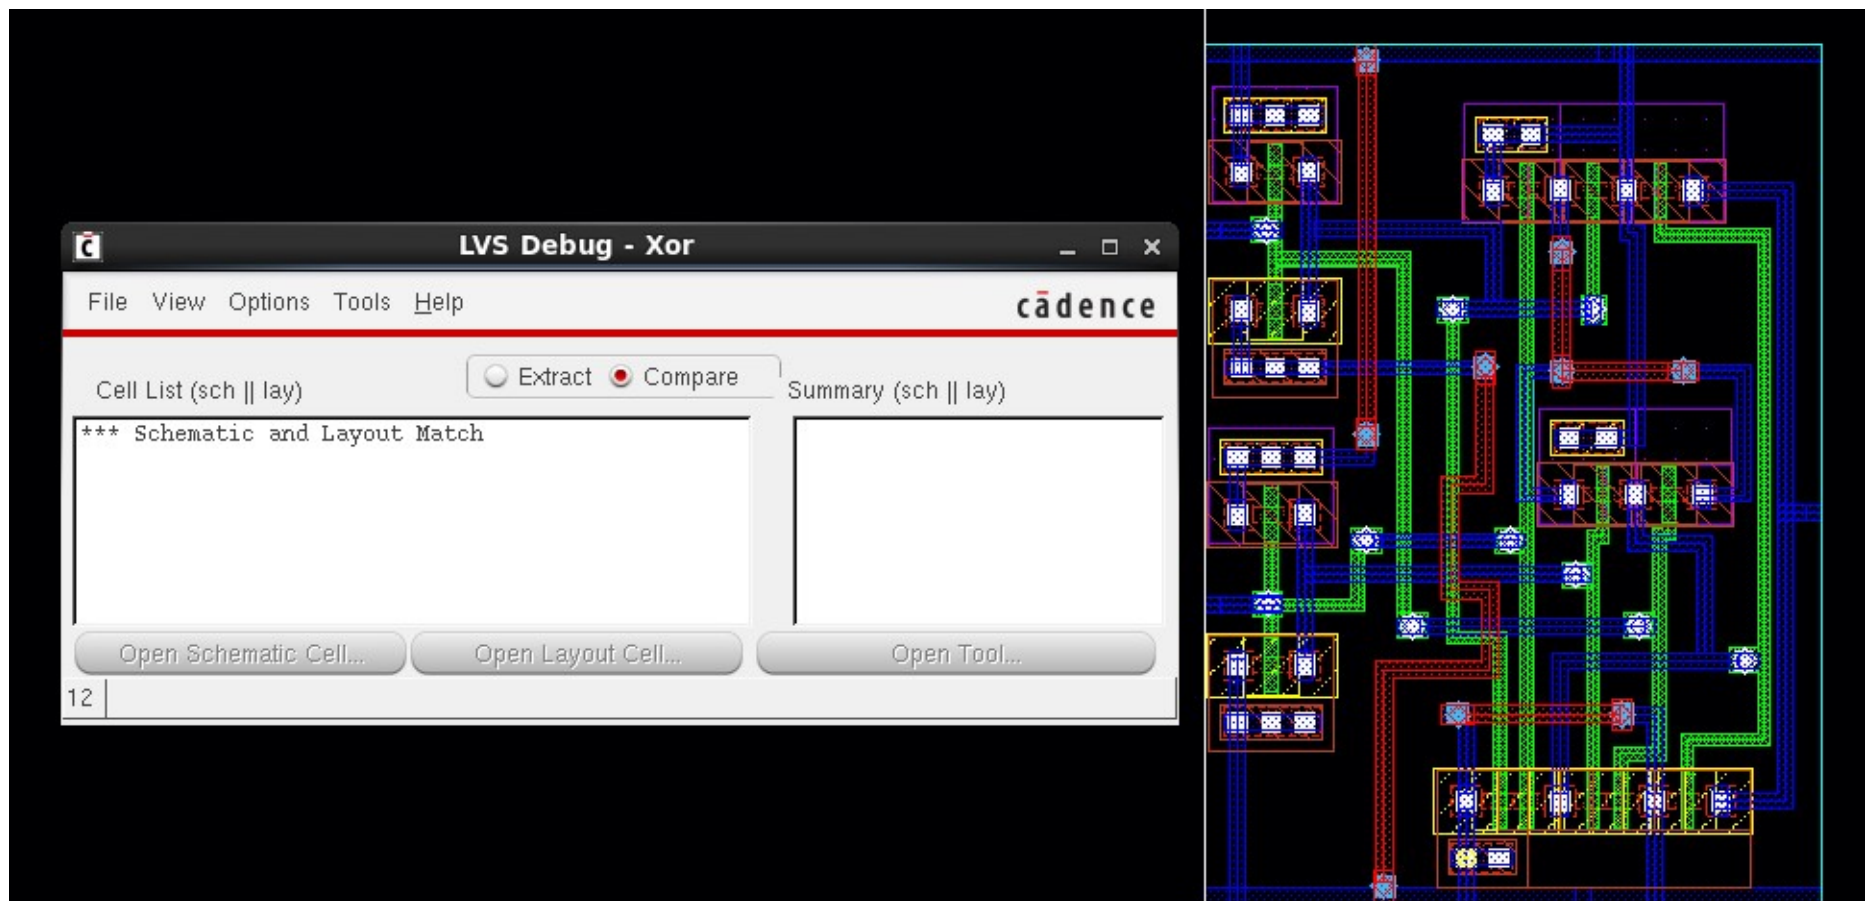 LVS Debug - Xor
File View Options Tools Help
cādence
Extract Compare
Cell List (sch || lay)
Summary (sch || lay)
*** Schematic and Layout Match
Open Schematic Cell...
Open Layout Cell...
Open Tool...
12